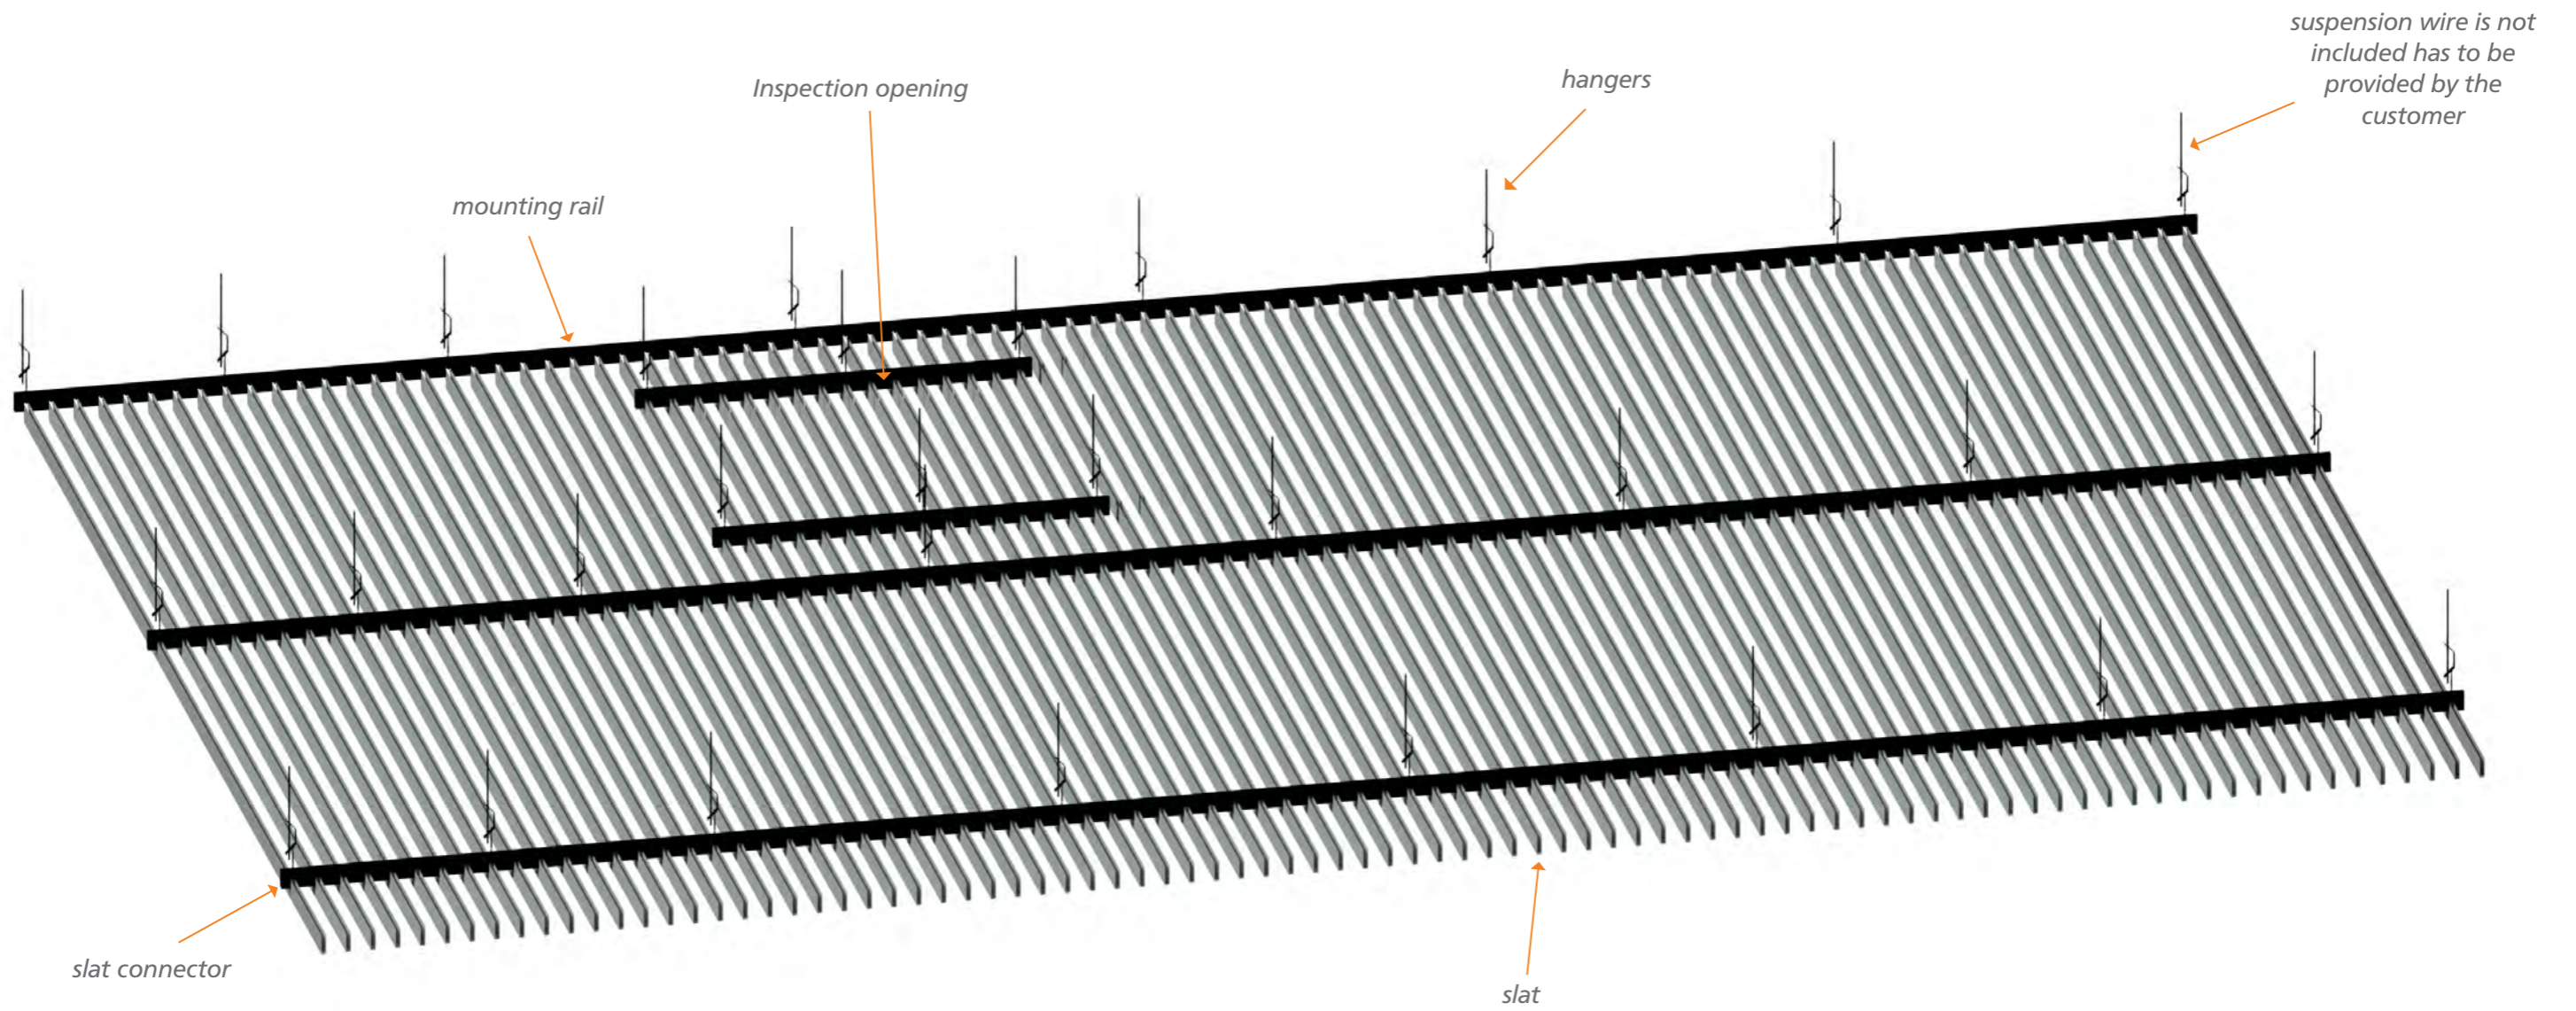 suspension wire is not
included has to be
provided by the
customer
hangers
Inspection opening
mounting rail
slat connector
slat